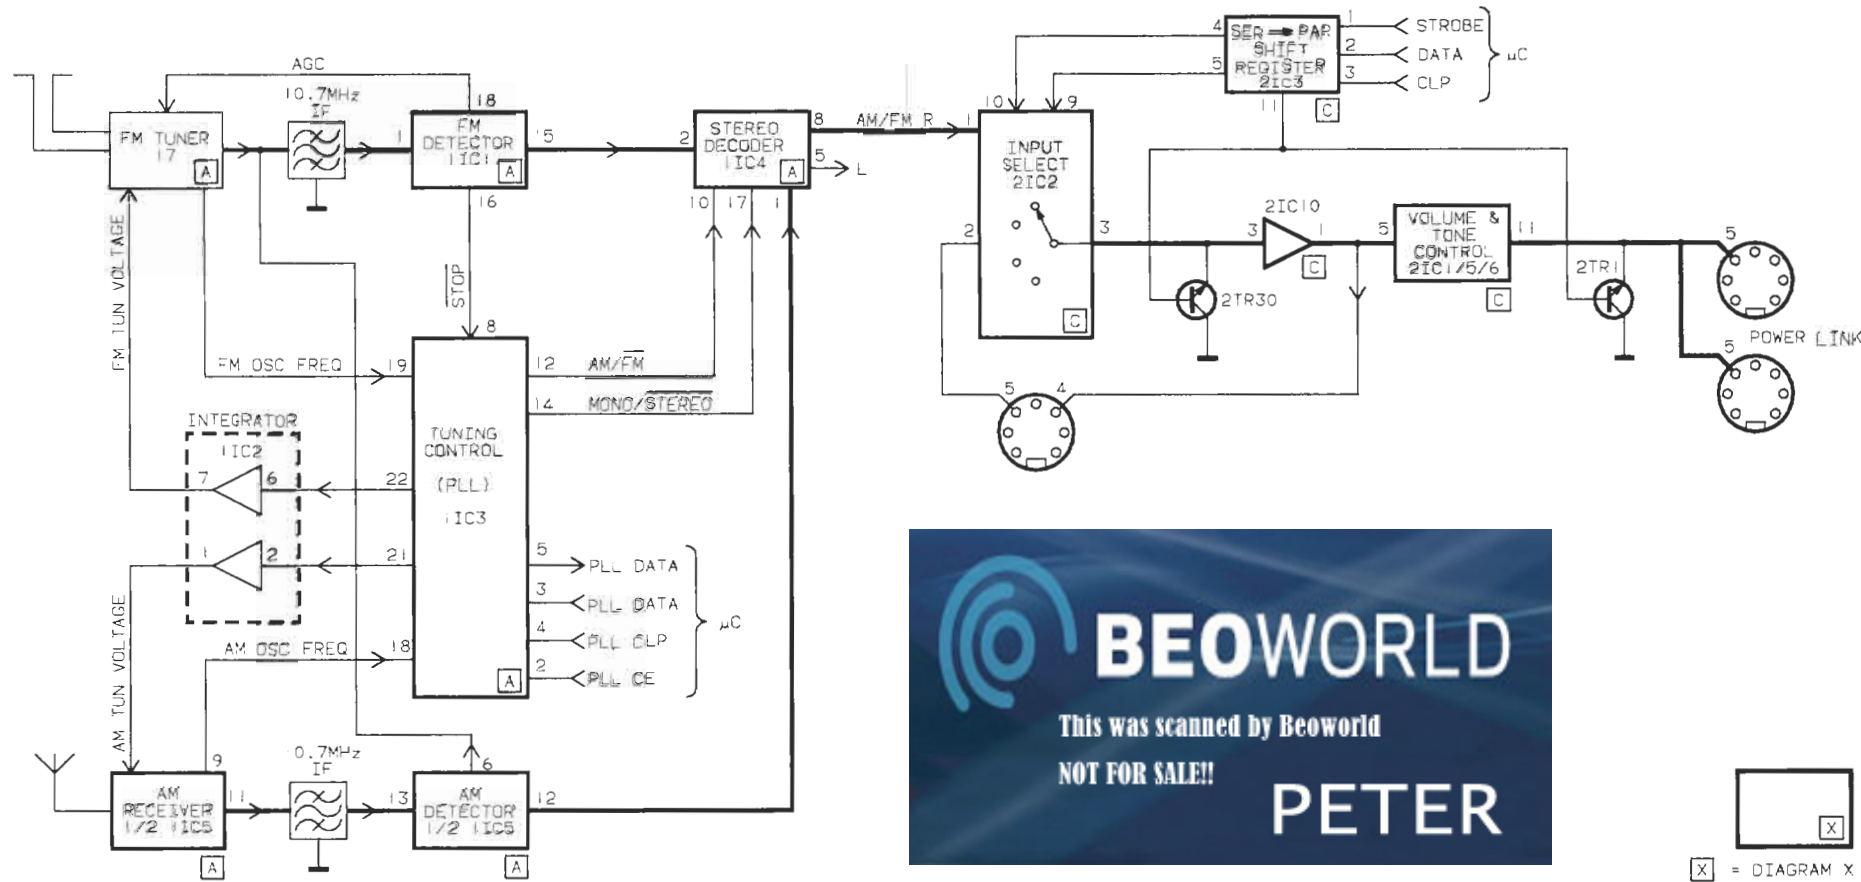 AGC
10.7MHz
IF
FM TUNER
17
A
1
18
FM
DETECTOR
1IC1
A
15
16
2
STEREO
DECODER
1IC4
A
8
AM/FM R
5
L
10
17
1
FM TUN VOLTAGE
STOP
8
FM OSC FREQ
19
12
AM/FM
14
MONO/STEREO
TUNING
CONTROL
(PLL)
1IC3
A
INTEGRATOR
1IC2
7
6
22
1
2
21
5
PLL DATA
3
PLL DATA
4
PLL CLP
2
PLL CE
μC
AM TUN VOLTAGE
AM OSC FREQ
18
9
AM
RECEIVER
1/2 1IC5
A
11
0.7MHz
IF
13
6
AM
DETECTOR
1/2 1IC5
A
12
4
SER PAR
SHIFT
REGISTER
2IC3
C
1
STROBE
2
DATA
3
CLP
μC
5
11
10
9
1
INPUT
SELECT
2IC2
C
2
3
2TR30
3
2IC10
1
C
5
VOLUME &
TONE
CONTROL
2IC1/5/6
C
11
2TR1
5
POWER LINK
5
5
4
BEOWORLD
This was scanned by Beoworld
NOT FOR SALE!!
PETER
X
X = DIAGRAM X